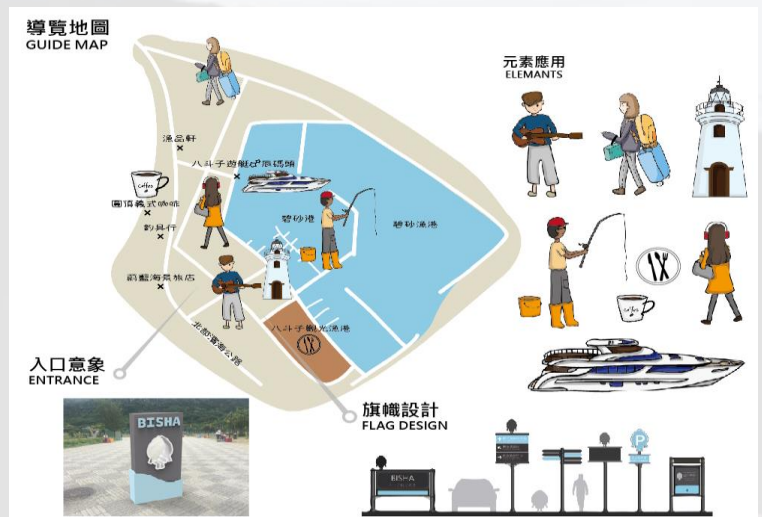 導覽地圖
GUIDE MAP
元素應用
ELEMANTS
漁品軒
八斗子遊艇
碼頭
coffee
圓頂義式咖啡
碧砂港
碧砂漁港
釣具行
蔚藍海景旅店
北部濱海公路
八斗子觀光漁港
coffee
入口意象
ENTRANCE
旗幟設計
FLAG DESIGN
BISHA
BISHA
P